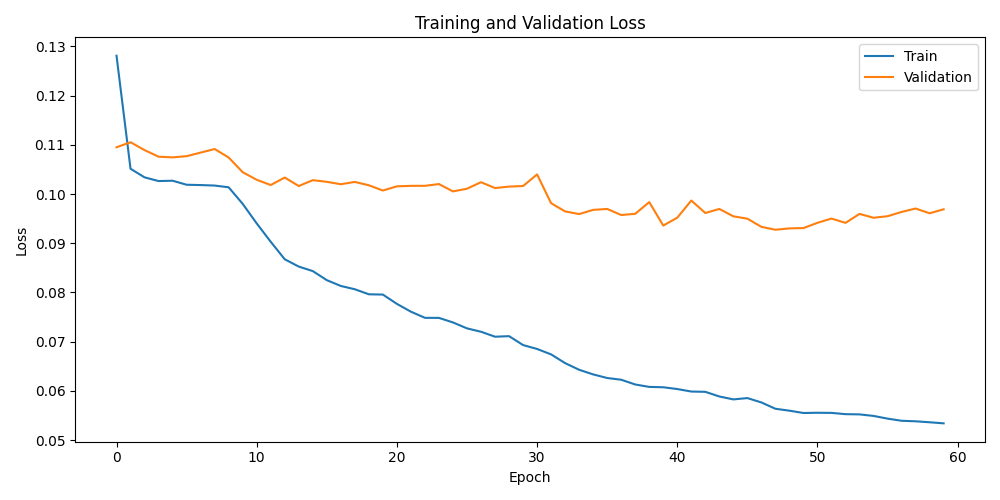 Training and Validation Loss
Train
Validation
0.13
0.12
0.11
0.10
0.09
0.08
0.07
0.06
0.05
Loss
0 10 20 30 40 50 60
Epoch